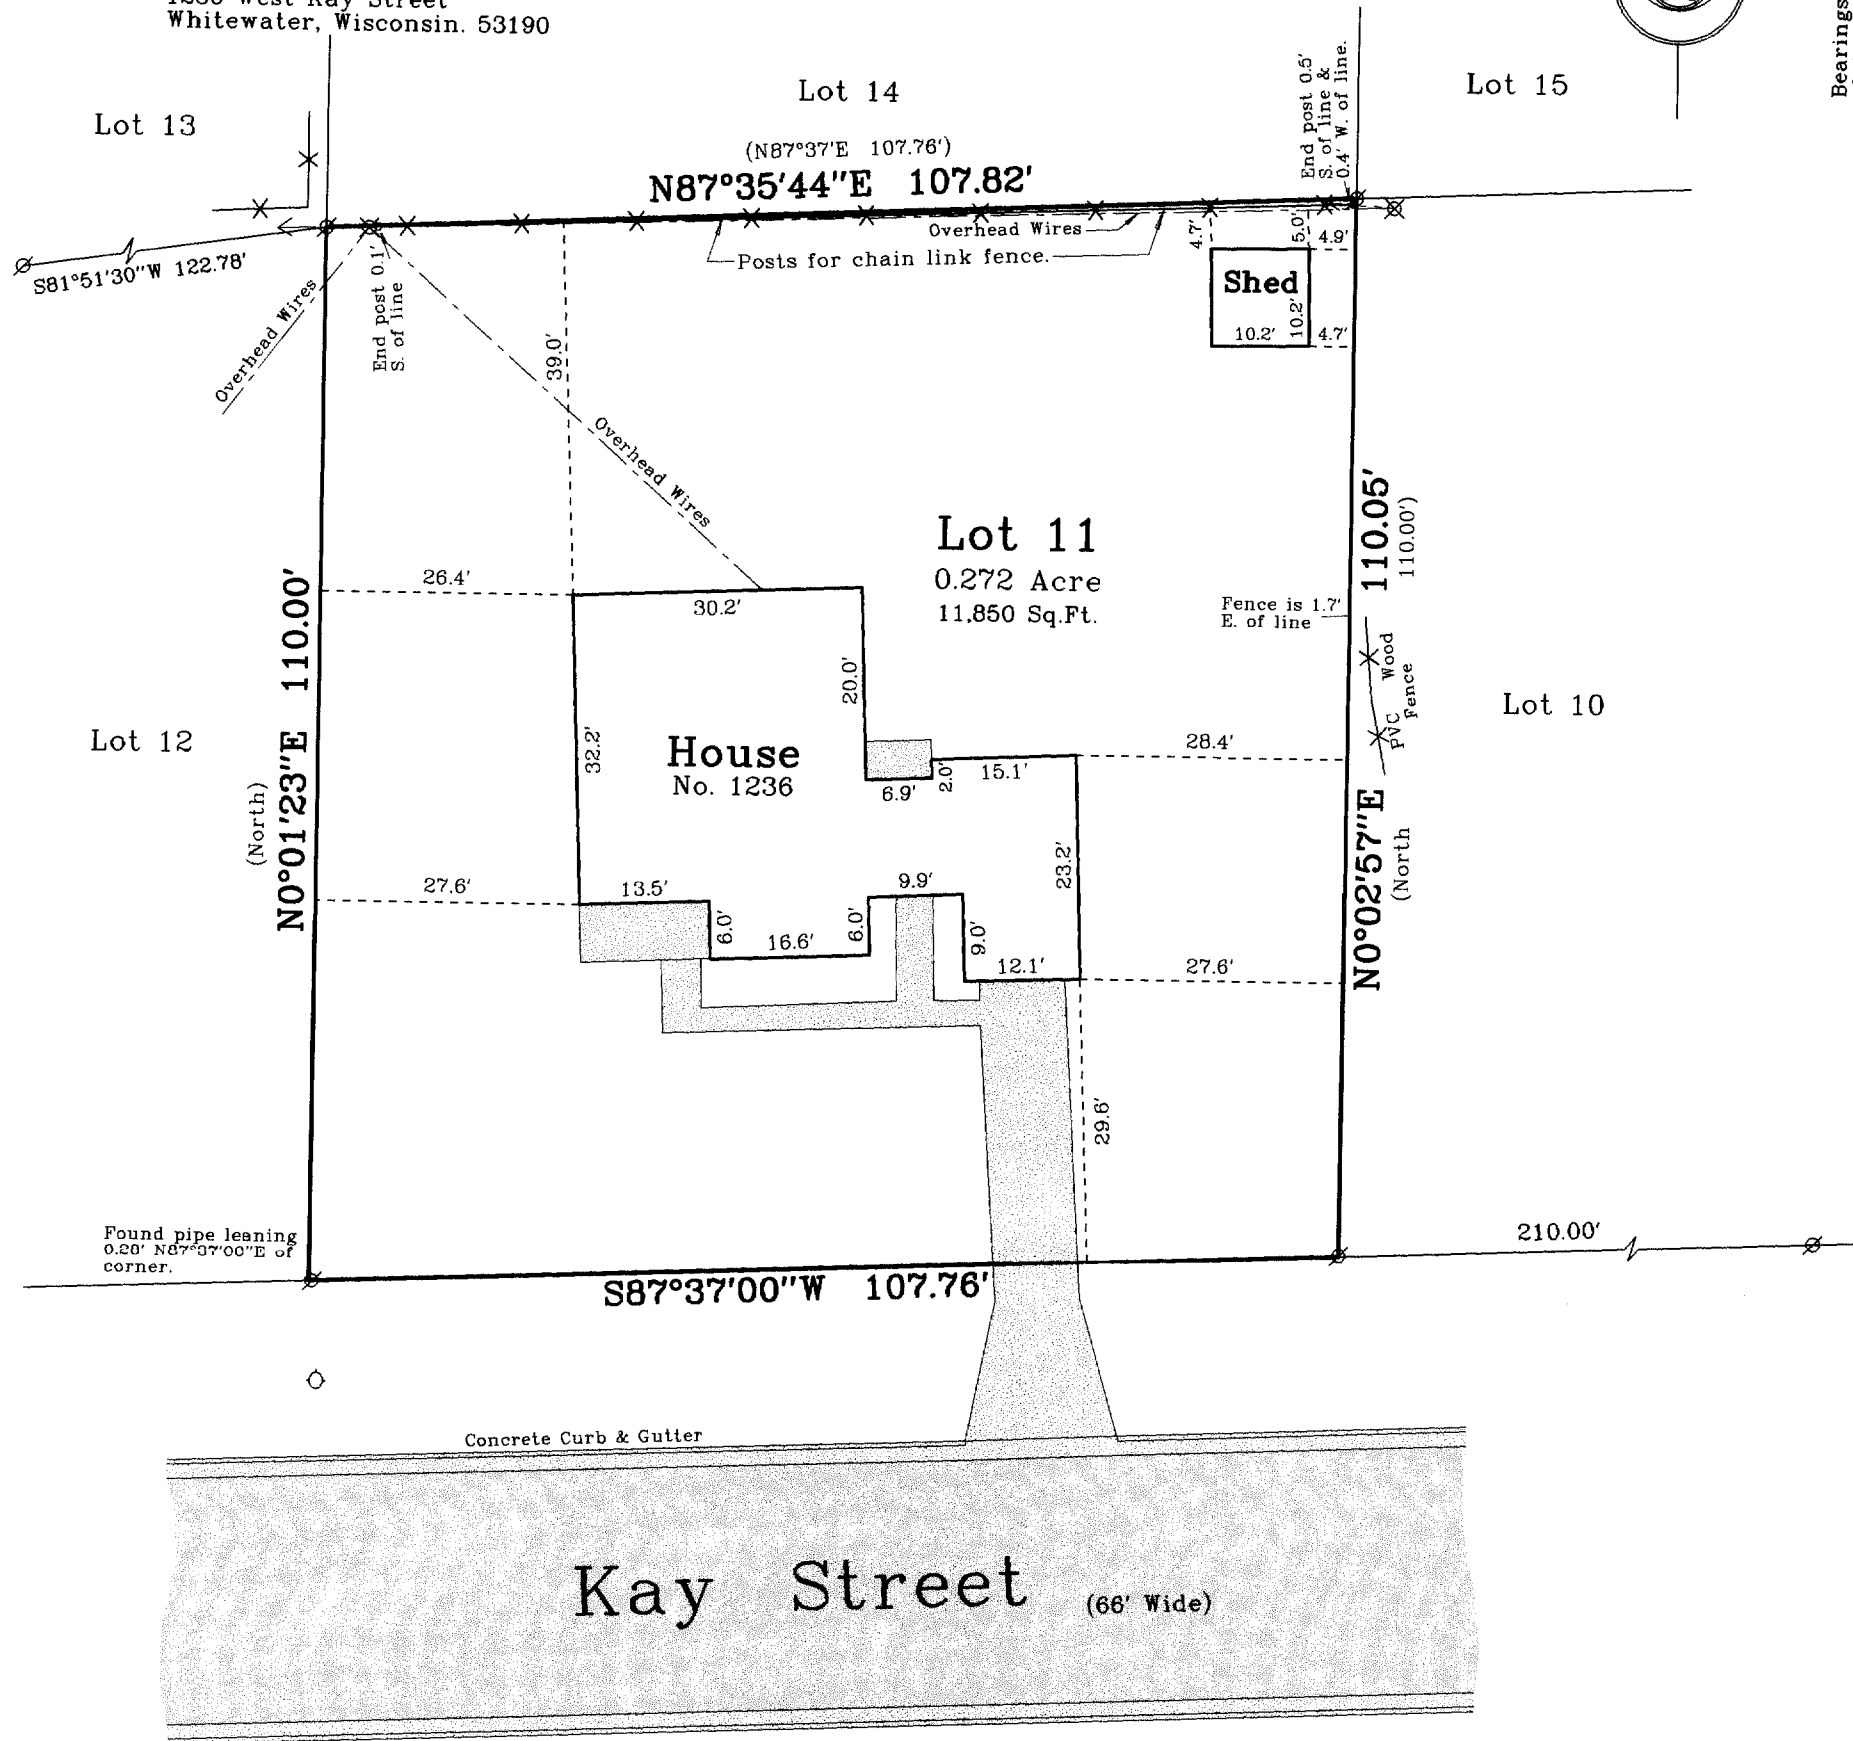 Whitewater, Wisconsin. 53190
Bearings
Lot 13
Lot 14
Lot 15
End post 0.5'
S. of line &
0.4' W. of line.
(N87°37'E 107.76')
N87°35'44"E 107.82'
Overhead Wires
Posts for chain link fence.
S81°51'30"W 122.78'
Overhead Wires
End post 0.1'
S. of line
39.0'
Overhead Wires
4.7'
5.0'
4.9'
Shed
10.2'
10.2'
4.7'
Lot 11
0.272 Acre
11,850 Sq.Ft.
110.05'
110.00')
Fence is 1.7'
E. of line
Wood
Fence
PVC
N0°02'57"E
(North
Lot 10
26.4'
30.2'
20.0'
110.00'
N0°01'23"E
(North)
Lot 12
32.2'
House
No. 1236
6.9'
2.0'
15.1'
28.4'
23.2'
27.6'
13.5'
6.0'
16.6'
6.0'
9.9'
9.0'
12.1'
27.6'
29.6'
Found pipe leaning
0.28' N87°37'00"E of
corner.
S87°37'00"W 107.76'
210.00'
Concrete Curb & Gutter
Kay Street (66' Wide)